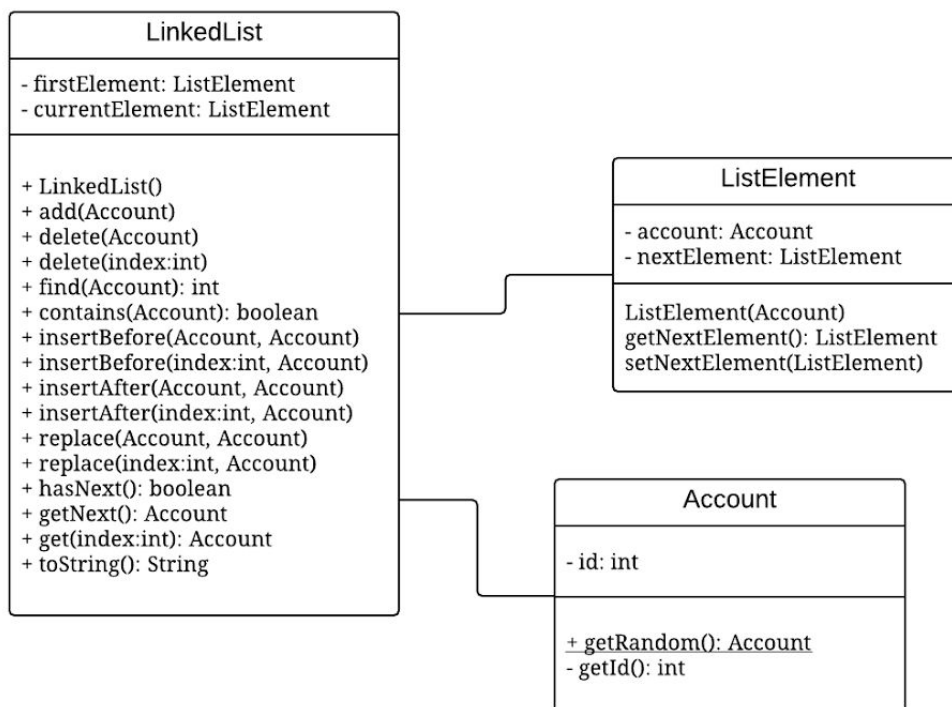 LinkedList
- firstElement: ListElement
- currentElement: ListElement
+ LinkedList()
+ add(Account)
+ delete(Account)
+ delete(index:int)
+ find(Account): int
+ contains(Account): boolean
+ insertBefore(Account, Account)
+ insertBefore(index:int, Account)
+ insertAfter(Account, Account)
+ insertAfter(index:int, Account)
+ replace(Account, Account)
+ replace(index:int, Account)
+ hasNext(): boolean
+ getNext(): Account
+ get(index:int): Account
+ toString(): String
ListElement
- account: Account
- nextElement: ListElement
ListElement(Account)
getNextElement(): ListElement
setNextElement(ListElement)
Account
- id: int
+ getRandom(): Account
- getId(): int